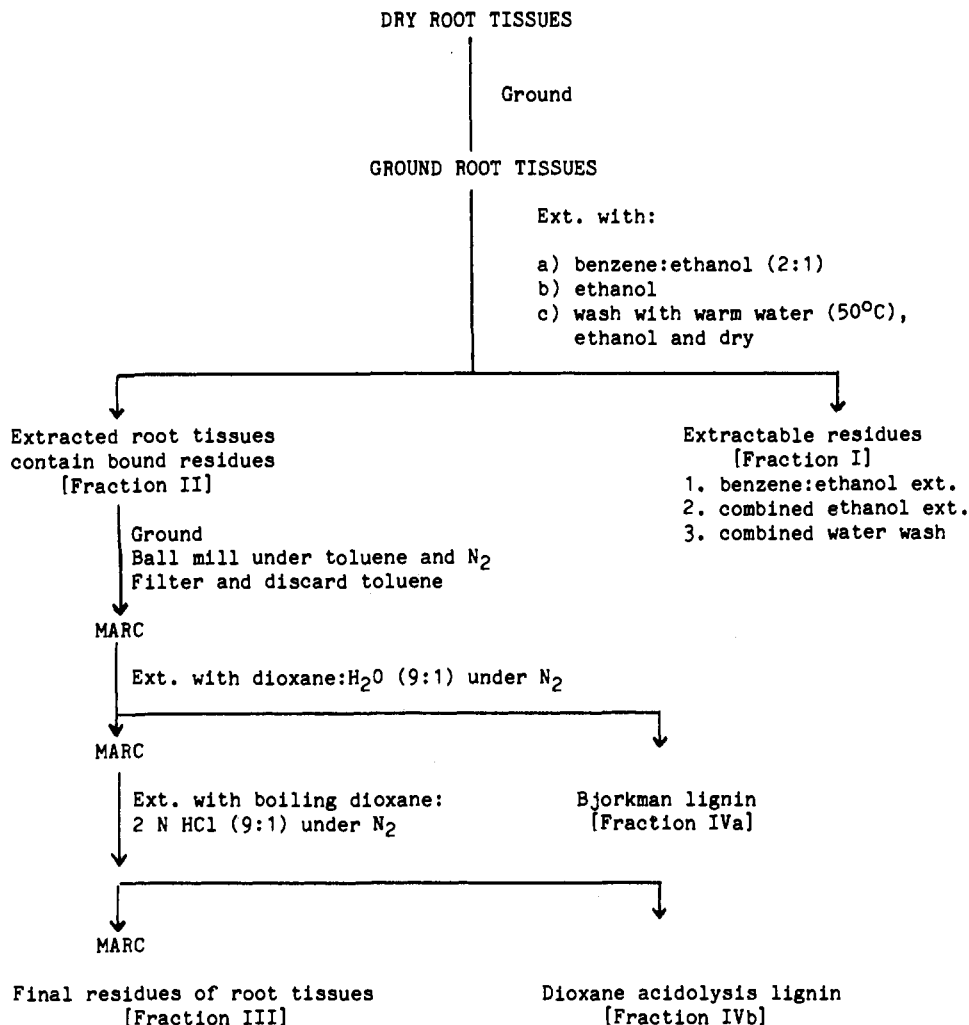 DRY ROOT TISSUES
Ground
GROUND ROOT TISSUES
Ext. with:
a) benzene:ethanol (2:1)
b) ethanol
c) wash with warm water (50°C),
ethanol and dry
Extracted root tissues
contain bound residues
[Fraction II]
Extractable residues
[Fraction I]
1. benzene:ethanol ext.
2. combined ethanol ext.
3. combined water wash
Ground
Ball mill under toluene and N₂
Filter and discard toluene
MARC
Ext. with dioxane:H₂O (9:1) under N₂
MARC
Bjorkman lignin
[Fraction IVa]
Ext. with boiling dioxane:
2 N HCl (9:1) under N₂
MARC
Final residues of root tissues
[Fraction III]
Dioxane acidolysis lignin
[Fraction IVb]